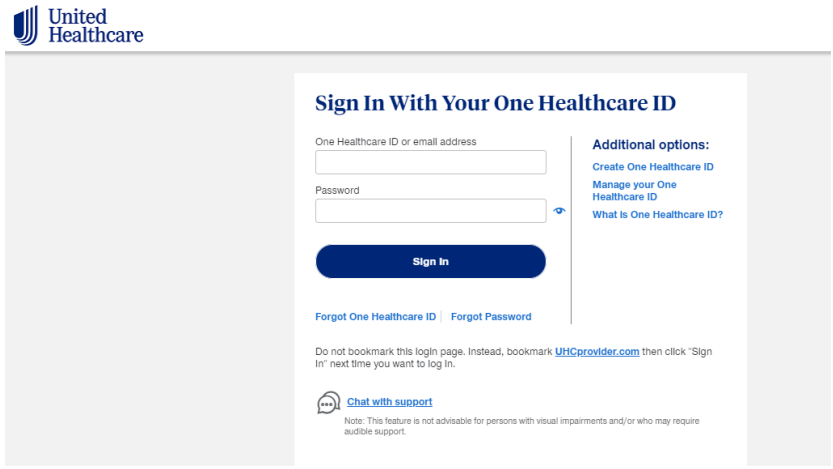 United
Healthcare
Sign In With Your One Healthcare ID
One Healthcare ID or email address
Password
Sign In
Forgot One Healthcare ID
Forgot Password
Additional options:
Create One Healthcare ID
Manage your One
Healthcare ID
What is One Healthcare ID?
Do not bookmark this login page. Instead, bookmark UHCprovider.com then click "Sign
In" next time you want to log in.
Chat with support
Note: This feature is not advisable for persons with visual impairments and/or who may require
audible support.